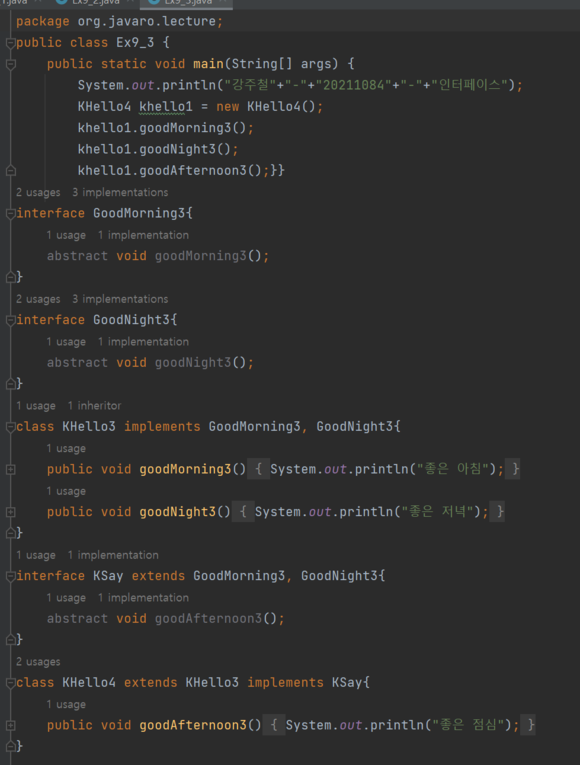 Ex9_2.java
Ex9_3.java
package org.javaro.lecture;
public class Ex9_3 {
public static void main(String[] args) {
System.out.println("강주철"+"-"+"20211084"+"-"+"인터페이스");
KHello4 khello1 = new KHello4();
khello1.goodMorning3();
khello1.goodNight3();
khello1.goodAfternoon3();}}
2 usages 3 implementations
interface GoodMorning3{
1 usage 1 implementation
abstract void goodMorning3();
}
2 usages 3 implementations
interface GoodNight3{
1 usage 1 implementation
abstract void goodNight3();
}
1 usage 1 inheritor
class KHello3 implements GoodMorning3, GoodNight3{
1 usage
public void goodMorning3() { System.out.println("좋은 아침"); }
1 usage
public void goodNight3() { System.out.println("좋은 저녁"); }
}
1 usage 1 implementation
interface KSay extends GoodMorning3, GoodNight3{
1 usage 1 implementation
abstract void goodAfternoon3();
}
2 usages
class KHello4 extends KHello3 implements KSay{
1 usage
public void goodAfternoon3() { System.out.println("좋은 점심"); }
}